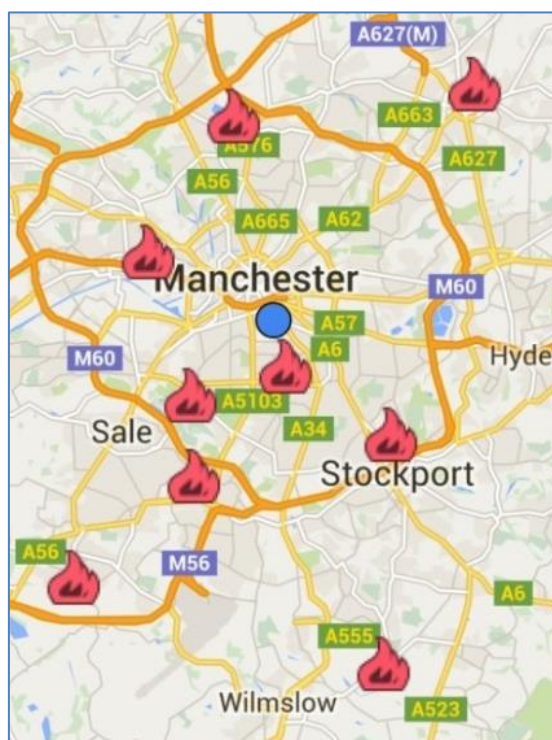 A627(M)
A663
A576
A627
A56
A665
A62
Manchester
M60
A57
A6
Hyde
M60
A5103
A34
Sale
Stockport
A56
M56
A6
A555
Wilmslow
A523